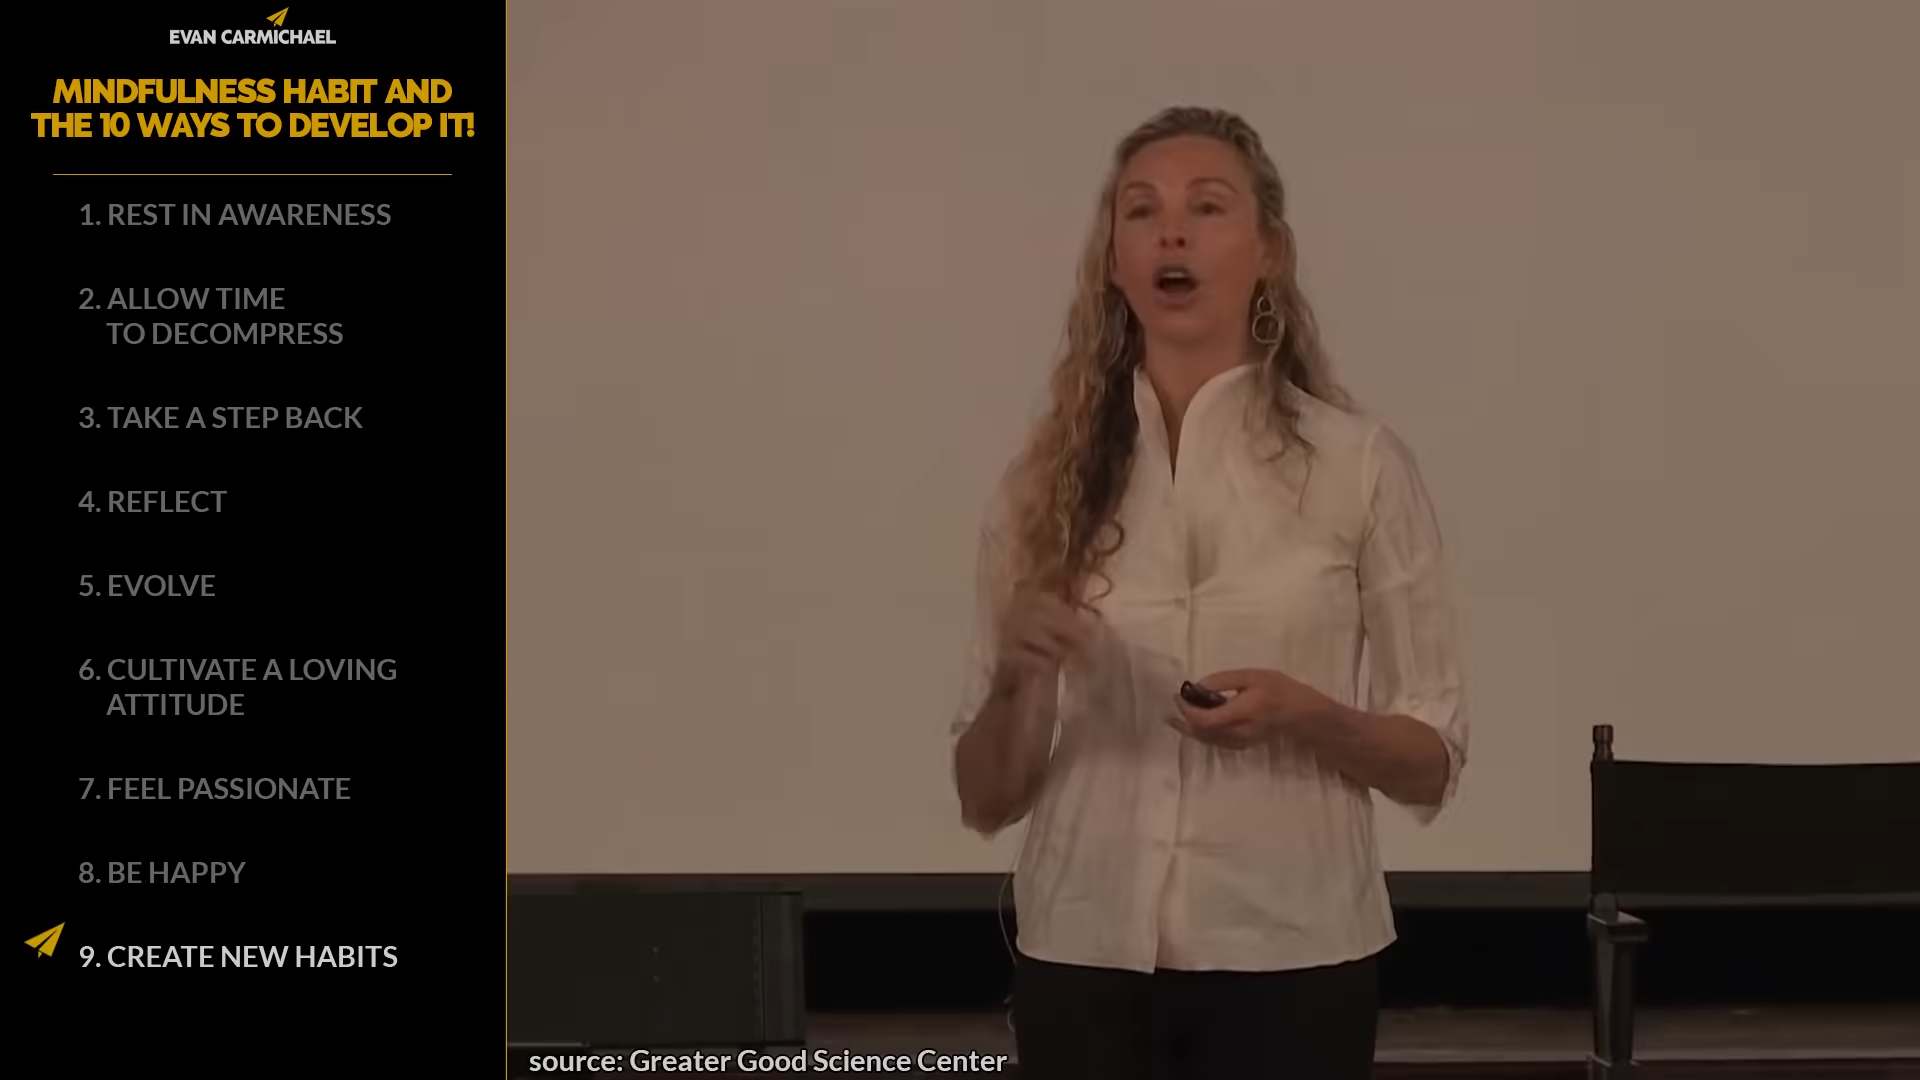 EVAN CARMICHAEL
MINDFULNESS HABIT AND
THE 10 WAYS TO DEVELOP IT!
1. REST IN AWARENESS
2. ALLOW TIME
TO DECOMPRESS
3. TAKE A STEP BACK
4. REFLECT
5. EVOLVE
6. CULTIVATE A LOVING
ATTITUDE
7. FEEL PASSIONATE
8. BE HAPPY
9. CREATE NEW HABITS
source: Greater Good Science Center